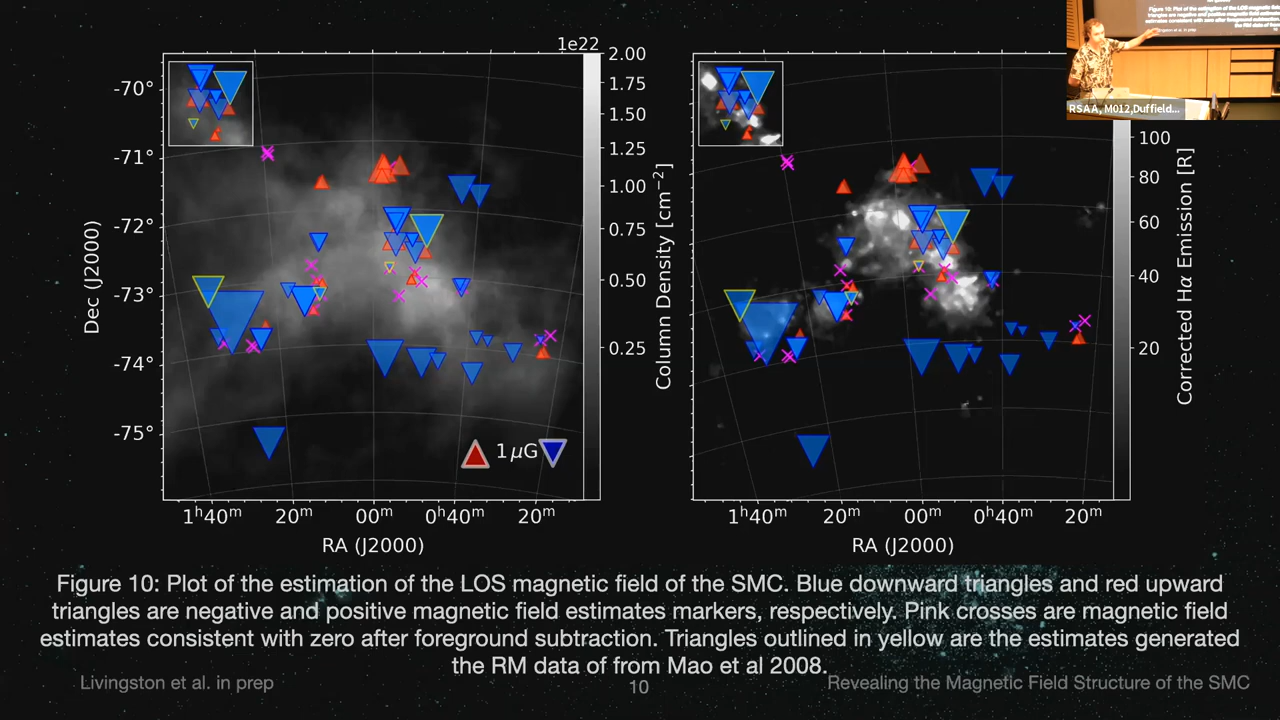 1e22
2.00
1.75
1.50
1.25
1.00
0.75
0.50
0.25
Column Density [cm⁻²]
-70°
-71°
-72°
-73°
-74°
-75°
Dec (J2000)
1 μG
1ʰ40ᵐ 20ᵐ 00ᵐ 0ʰ40ᵐ 20ᵐ
RA (J2000)
100
80
60
40
20
Corrected Hα Emission [R]
1ʰ40ᵐ 20ᵐ 00ᵐ 0ʰ40ᵐ 20ᵐ
RA (J2000)
RSAA, M012,Duffield...
Figure 10: Plot of the estimation of the LOS magnetic field of the SMC. Blue downward triangles and red upward
triangles are negative and positive magnetic field estimates markers, respectively. Pink crosses are magnetic field
estimates consistent with zero after foreground subtraction. Triangles outlined in yellow are the estimates generated
the RM data of from Mao et al 2008.
Livingston et al. in prep
10
Revealing the Magnetic Field Structure of the SMC